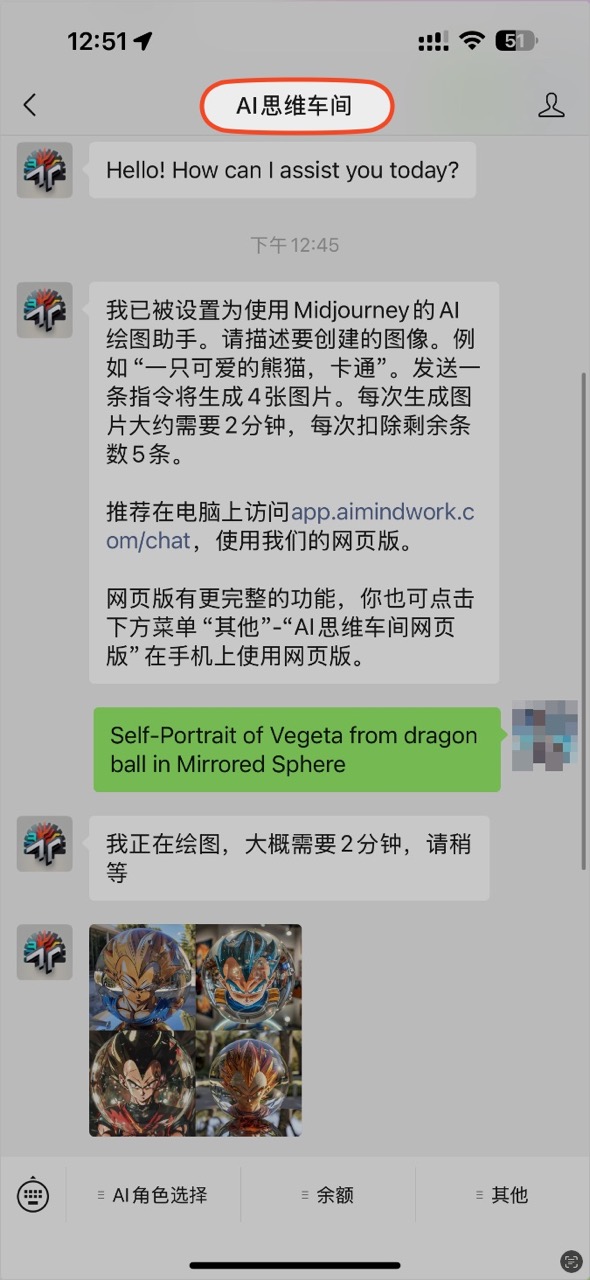 12:51
51
AI思维车间
Hello! How can I assist you today?
下午12:45
我已被设置为使用Midjourney的AI
绘图助手。请描述要创建的图像。例
如“一只可爱的熊猫，卡通”。发送一
条指令将生成4张图片。每次生成图
片大约需要2分钟，每次扣除剩余条
数5条。
推荐在电脑上访问app.aimindwork.c
om/chat，使用我们的网页版。
网页版有更完整的功能，你也可点击
下方菜单“其他”-“AI思维车间网页
版”在手机上使用网页版。
Self-Portrait of Vegeta from dragon
ball in Mirrored Sphere
我正在绘图，大概需要2分钟，请稍
等
AI角色选择
余额
其他